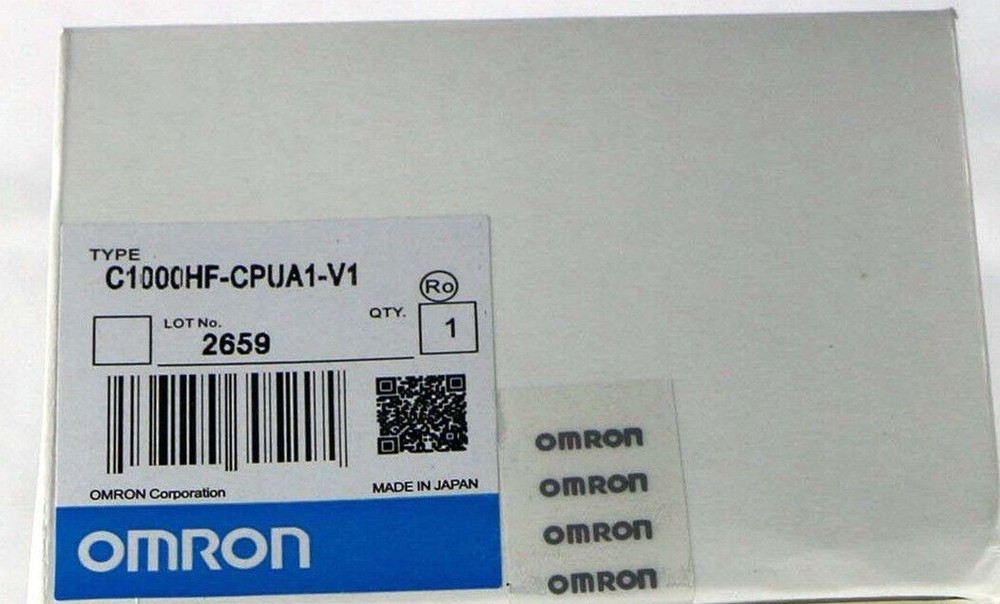 TYPE
C1000HF-CPUA1-V1
Ro
LOT No.
QTY.
2659
1
OMRON Corporation
MADE IN JAPAN
OMRON
OMRON
OMRON
OMRON
OMRON